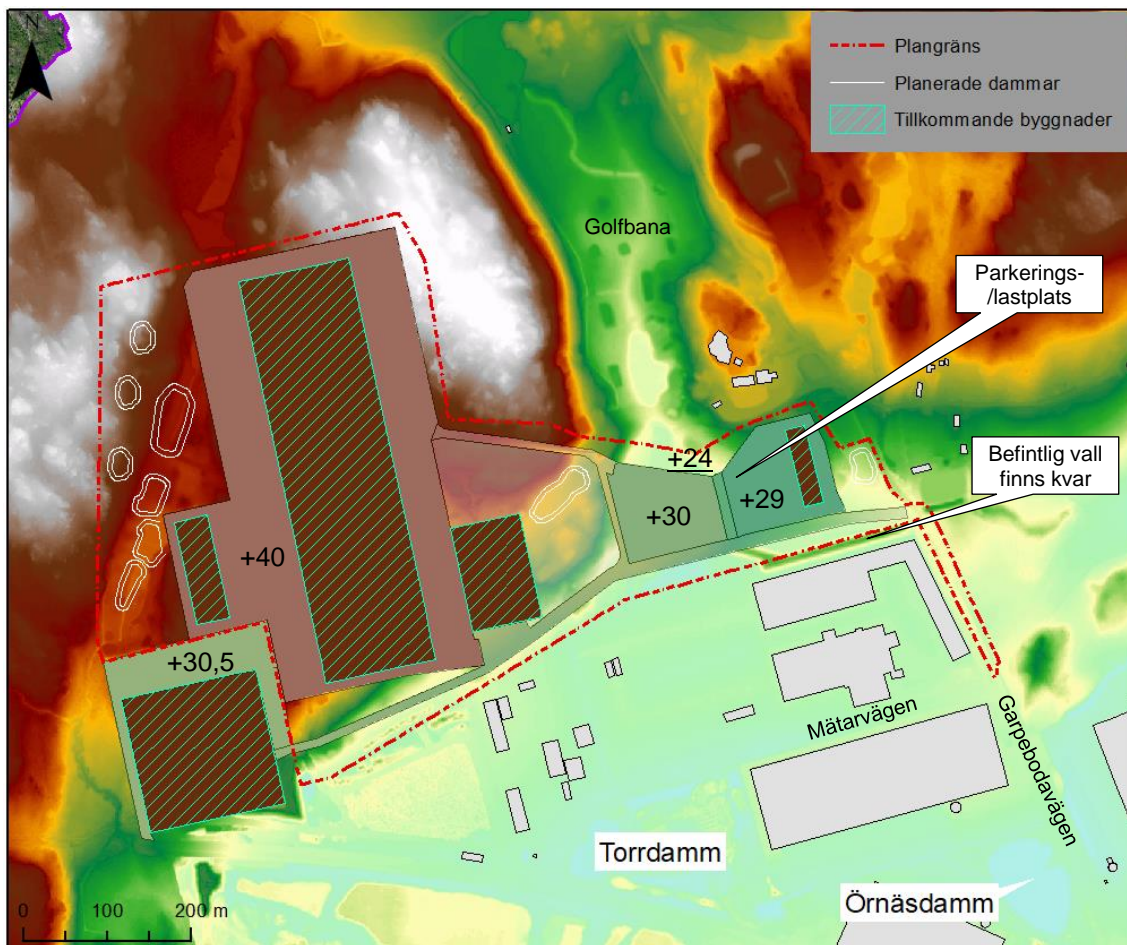 N
Plangräns
Planerade dammar
Tillkommande byggnader
Golfbana
Parkerings-
/lastplats
+24
Befintlig vall
finns kvar
+29
+30
+40
+30,5
Mätarvägen
Garpebodavägen
Torrdamm
Örnäsdamm
0 100 200 m